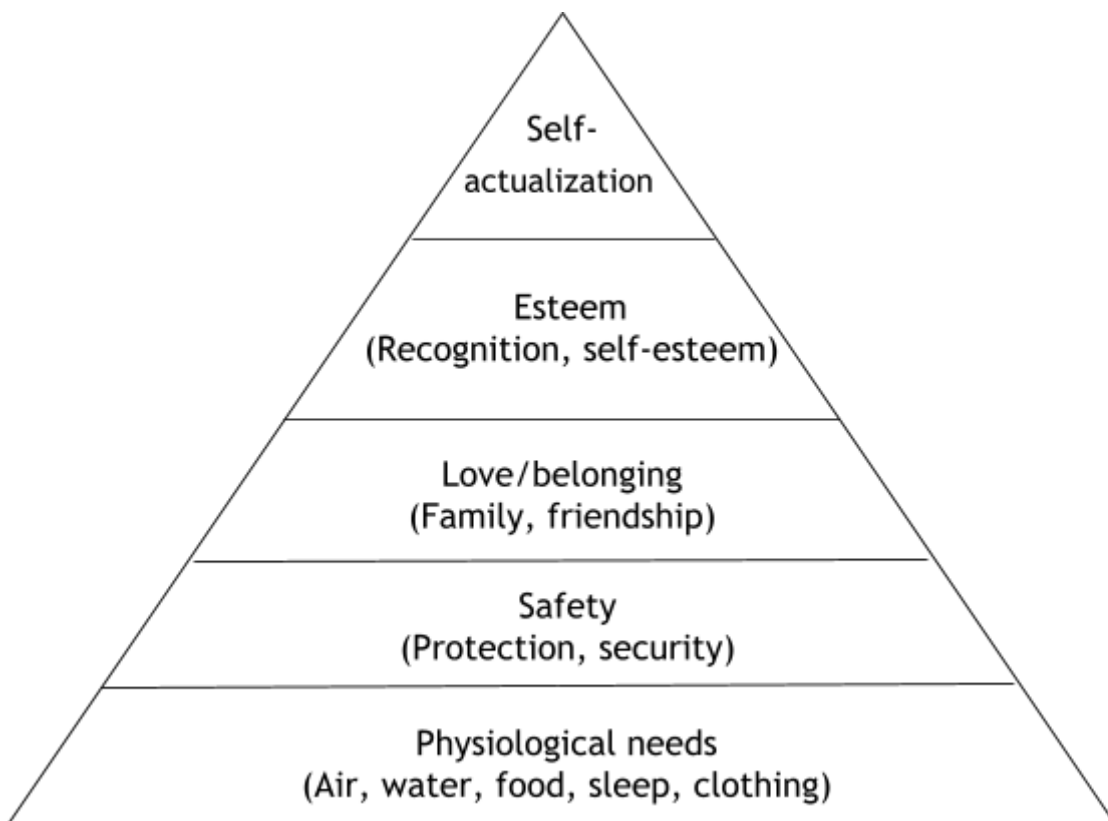 Self-
actualization
Esteem
(Recognition, self-esteem)
Love/belonging
(Family, friendship)
Safety
(Protection, security)
Physiological needs
(Air, water, food, sleep, clothing)